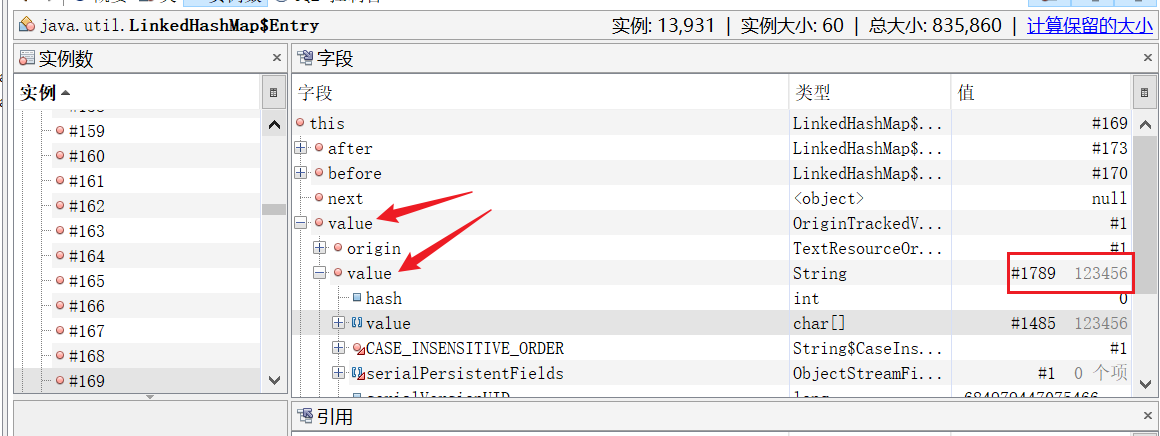 java.util.LinkedHashMap$Entry 实例: 13,931 | 实例大小: 60 | 总大小: 835,860 | 计算保留的大小
实例数 × 字段 ×
实例 字段 类型 值
this LinkedHashMap$... #169
#159
after LinkedHashMap$... #173
#160
before LinkedHashMap$... #170
#161
next <object> null
#162
value OriginTrackedV... #1
#163
origin TextResourceOr... #1
#164
value String #1789 123456
#165
hash int 0
#166
value char[] #1485 123456
#167
CASE_INSENSITIVE_ORDER String$CaseIns... #1
#168
serialPersistentFields ObjectStreamFi... #1 0 个项
#169
引用 ×